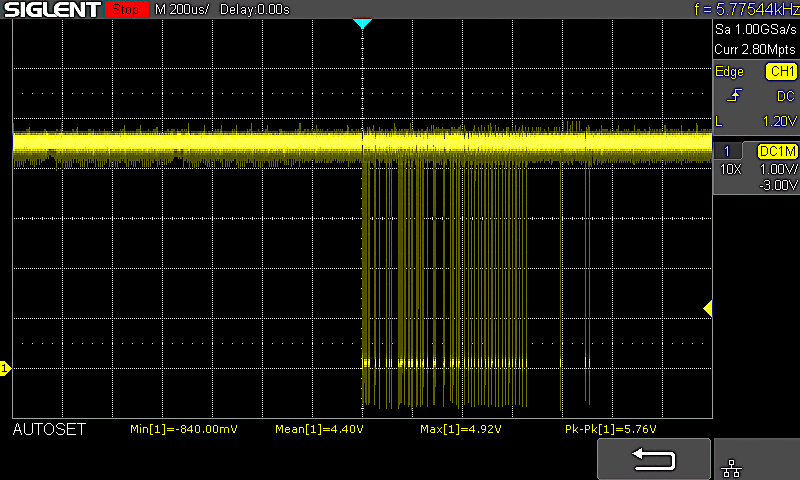 SIGLENT Stop M 200us/ Delay:0.00s f = 5.77544kHz
Sa 1.00GSa/s
Curr 2.80Mpts
Edge CH1
DC
L 1.20V
1 DC1M
10X 1.00V/
-3.00V
1
AUTOSET Min[1]=-840.00mV Mean[1]=4.40V Max[1]=4.92V Pk-Pk[1]=5.76V